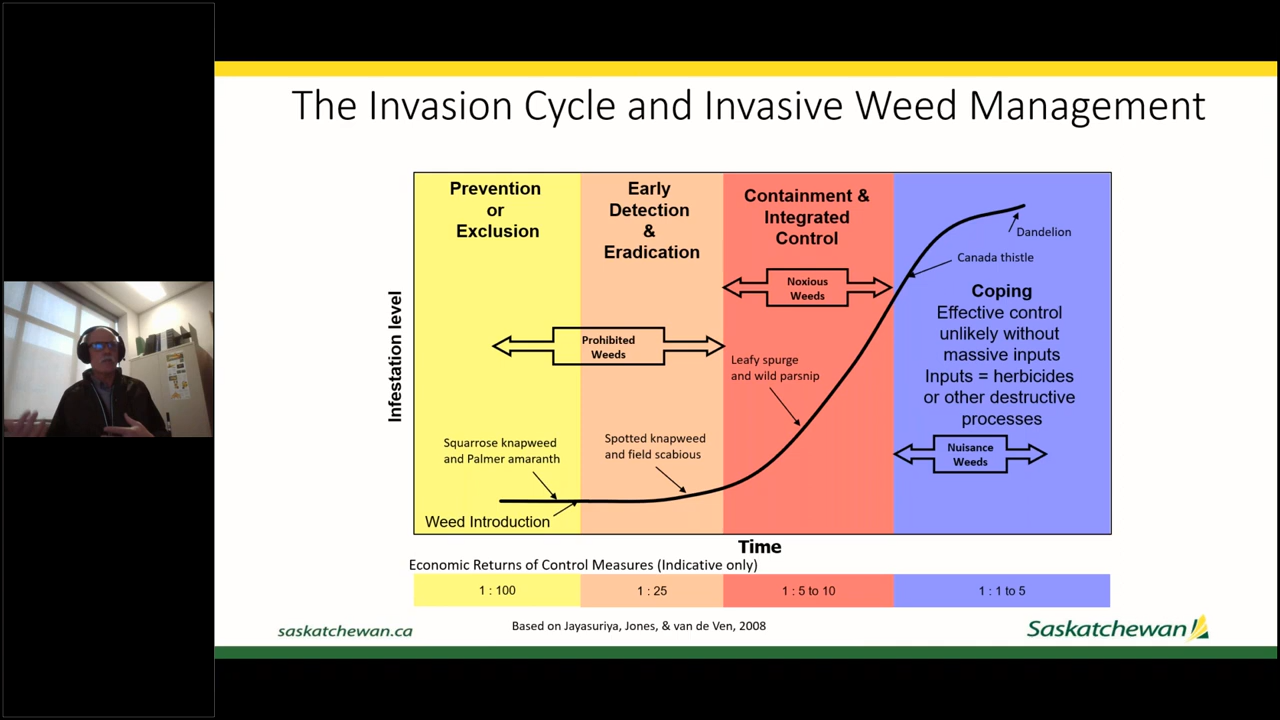 The Invasion Cycle and Invasive Weed Management
Prevention
or
Exclusion
Early
Detection
&
Eradication
Containment &
Integrated
Control
Dandelion
Canada thistle
Noxious
Weeds
Coping
Effective control
unlikely without
massive inputs
Inputs = herbicides
or other destructive
processes
Prohibited
Weeds
Infestation level
Leafy spurge
and wild parsnip
Squarrose knapweed
and Palmer amaranth
Spotted knapweed
and field scabious
Nuisance
Weeds
Weed Introduction
Time
Economic Returns of Control Measures (Indicative only)
1 : 100
1 : 25
1 : 5 to 10
1 : 1 to 5
saskatchewan.ca
Based on Jayasuriya, Jones, & van de Ven, 2008
Saskatchewan